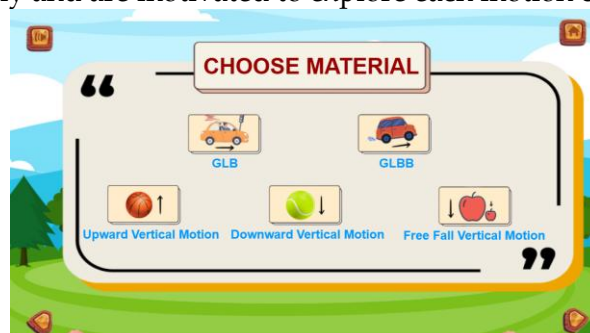 CHOOSE MATERIAL
GLB
GLBB
Upward Vertical Motion
Downward Vertical Motion
Free Fall Vertical Motion